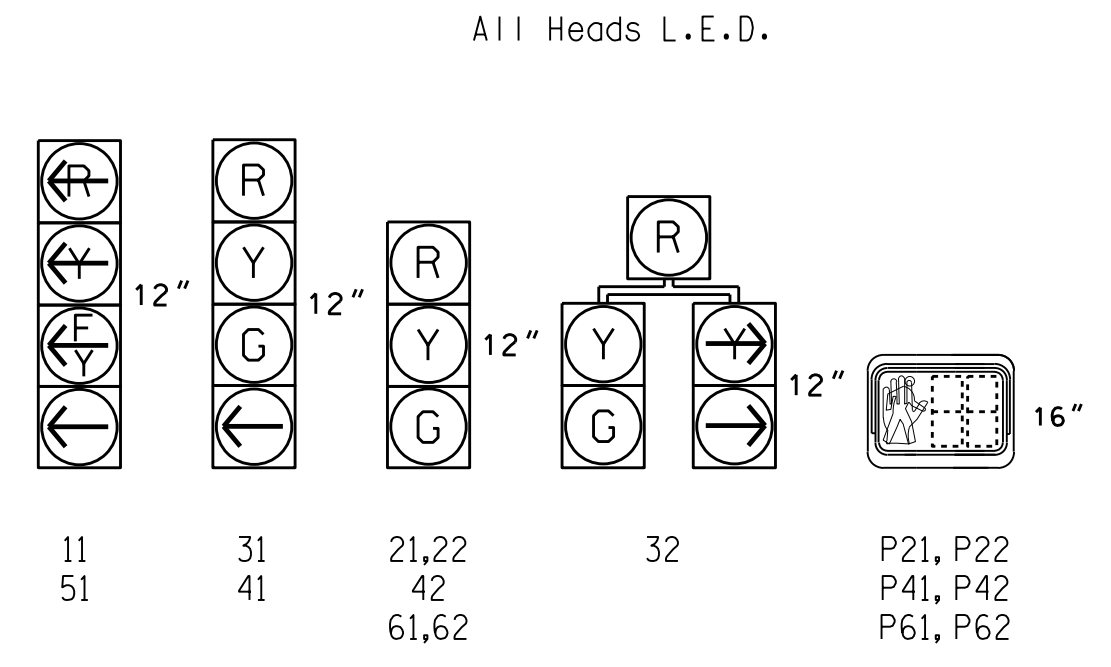 All Heads L.E.D.
R
Y
F
Y
12"
R
Y
G
12"
R
Y
G
12"
R
Y
G
Y
12"
16"
11
51
31
41
21,22
42
61,62
32
P21, P22
P41, P42
P61, P62